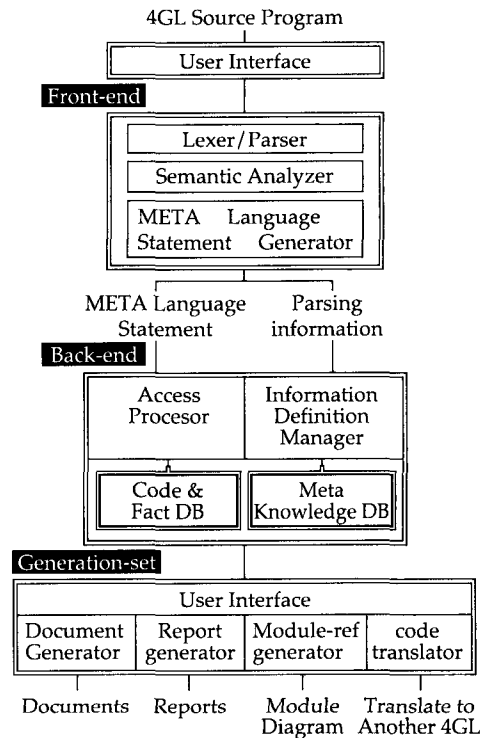 4GL Source Program
User Interface
Front-end
Lexer/Parser
Semantic Analyzer
META Language
Statement Generator
META Language
Statement
Parsing
information
Back-end
Access
Procesor
Information
Definition
Manager
Code &
Fact DB
Meta
Knowledge DB
Generation-set
User Interface
Document
Generator
Report
generator
Module-ref
generator
code
translator
Documents
Reports
Module
Diagram
Translate to
Another 4GL